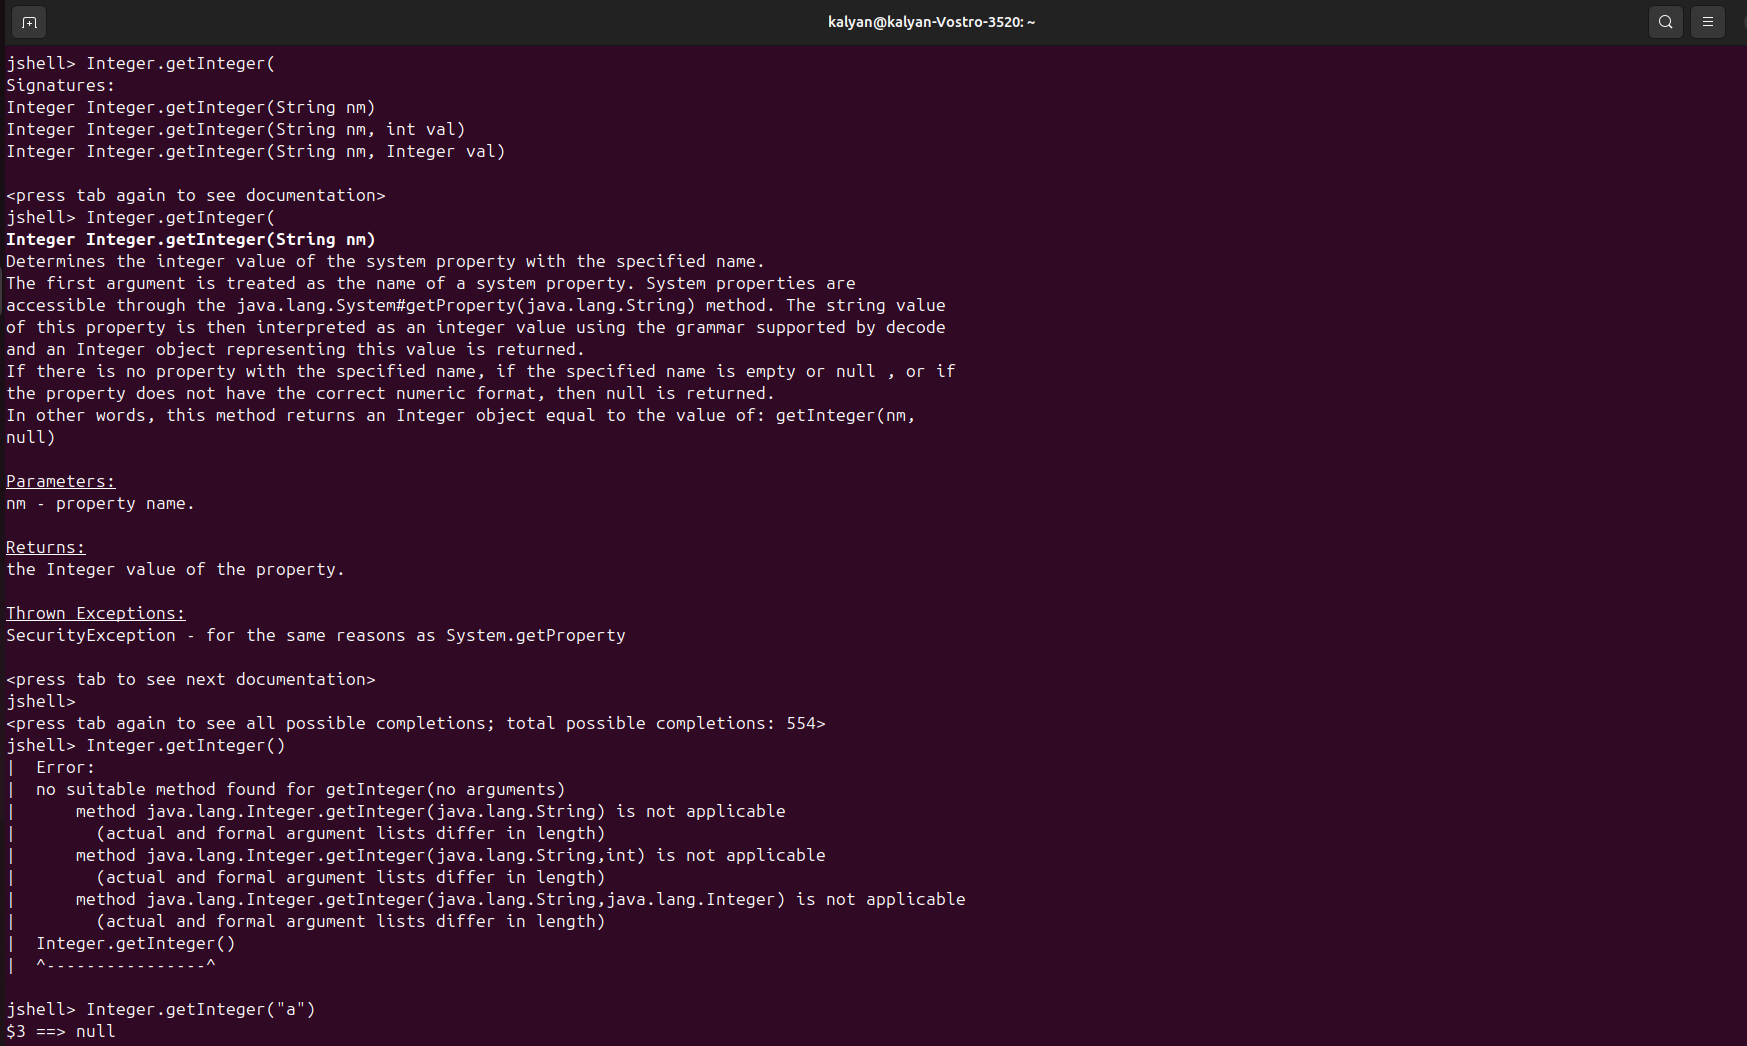 kalyan@kalyan-Vostro-3520: ~
jshell> Integer.getInteger(
Signatures:
Integer Integer.getInteger(String nm)
Integer Integer.getInteger(String nm, int val)
Integer Integer.getInteger(String nm, Integer val)

<press tab again to see documentation>
jshell> Integer.getInteger(
Integer Integer.getInteger(String nm)
Determines the integer value of the system property with the specified name.
The first argument is treated as the name of a system property. System properties are
accessible through the java.lang.System#getProperty(java.lang.String) method. The string value
of this property is then interpreted as an integer value using the grammar supported by decode
and an Integer object representing this value is returned.
If there is no property with the specified name, if the specified name is empty or null , or if
the property does not have the correct numeric format, then null is returned.
In other words, this method returns an Integer object equal to the value of: getInteger(nm,
null)

Parameters:
nm - property name.

Returns:
the Integer value of the property.

Thrown Exceptions:
SecurityException - for the same reasons as System.getProperty

<press tab to see next documentation>
jshell>
<press tab again to see all possible completions; total possible completions: 554>
jshell> Integer.getInteger()
|  Error:
|  no suitable method found for getInteger(no arguments)
|      method java.lang.Integer.getInteger(java.lang.String) is not applicable
|        (actual and formal argument lists differ in length)
|      method java.lang.Integer.getInteger(java.lang.String,int) is not applicable
|        (actual and formal argument lists differ in length)
|      method java.lang.Integer.getInteger(java.lang.String,java.lang.Integer) is not applicable
|        (actual and formal argument lists differ in length)
|  Integer.getInteger()
|  ^----------------^

jshell> Integer.getInteger("a")
$3 ==> null